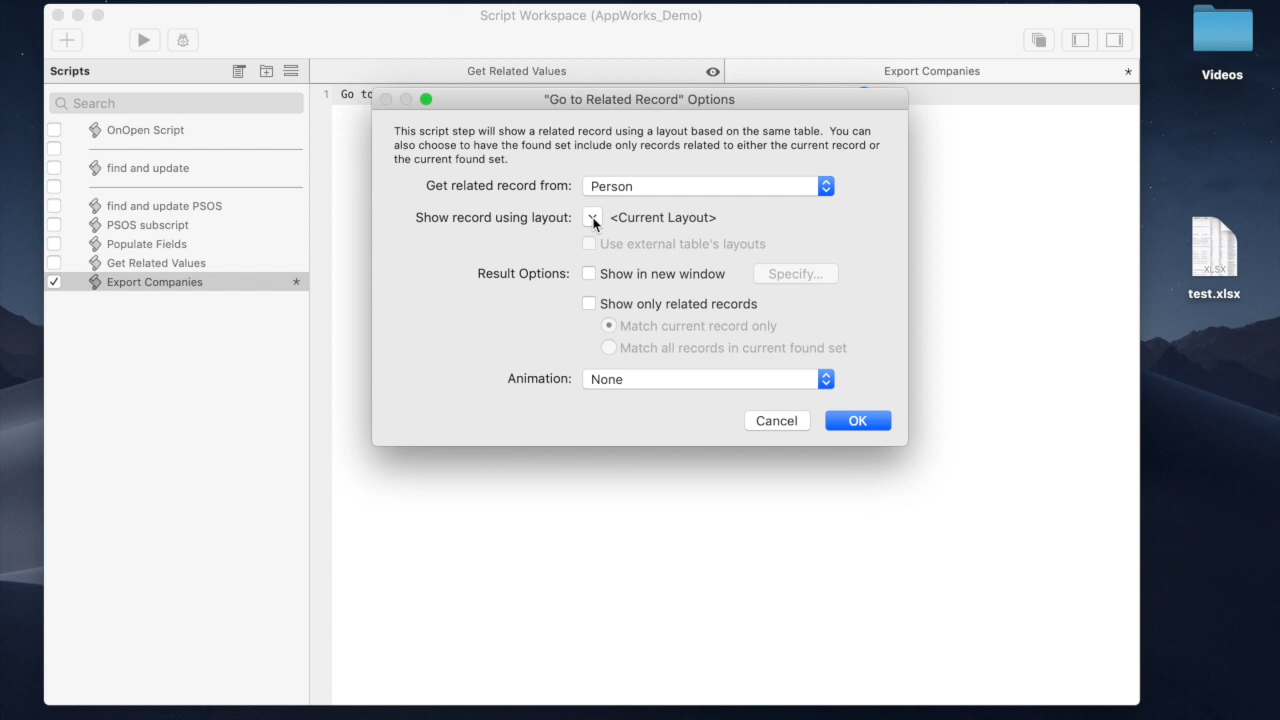 Script Workspace (AppWorks_Demo)
Scripts
Get Related Values
Export Companies
*
Search
OnOpen Script
find and update
find and update PSOS
PSOS subscript
Populate Fields
Get Related Values
Export Companies
*
1 Go to
"Go to Related Record" Options
This script step will show a related record using a layout based on the same table. You can
also choose to have the found set include only records related to either the current record or
the current found set.
Get related record from: Person
Show record using layout: <Current Layout>
Use external table's layouts
Result Options: Show in new window Specify...
Show only related records
Match current record only
Match all records in current found set
Animation: None
Cancel OK
Videos
XLSX
test.xlsx